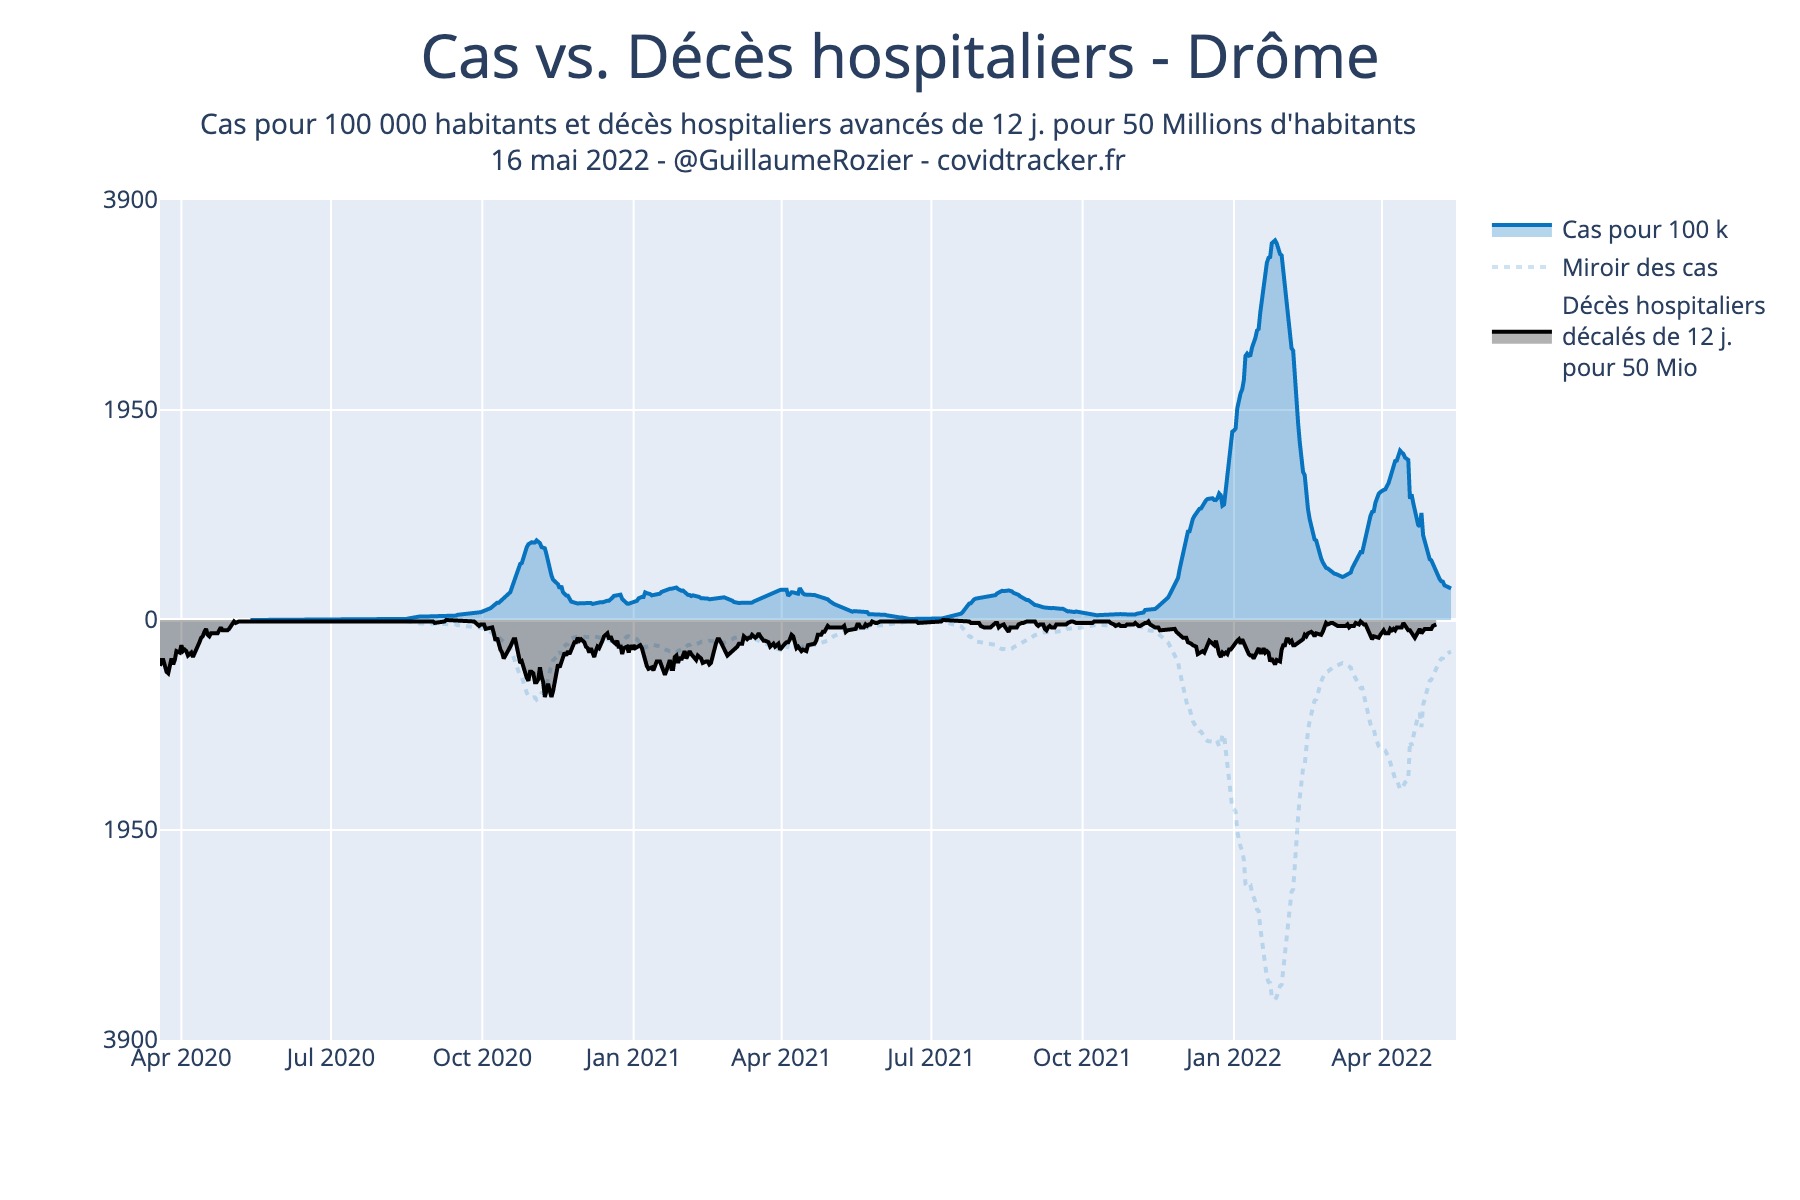 Cas vs. Décès hospitaliers - Drôme
Cas pour 100 000 habitants et décès hospitaliers avancés de 12 j. pour 50 Millions d'habitants
16 mai 2022 - @GuillaumeRozier - covidtracker.fr
3900
1950
0
1950
3900
Apr 2020
Jul 2020
Oct 2020
Jan 2021
Apr 2021
Jul 2021
Oct 2021
Jan 2022
Apr 2022
Cas pour 100 k
Miroir des cas
Décès hospitaliers
décalés de 12 j.
pour 50 Mio